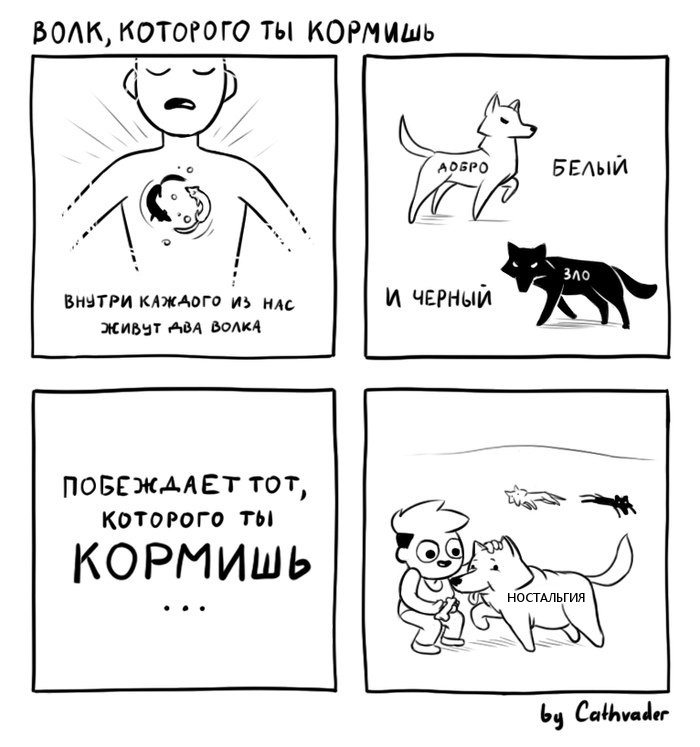 ВОЛК, КОТОРОГО ТЫ КОРМИШЬ
ВНУТРИ КАЖДОГО ИЗ НАС
ЖИВУТ ДВА ВОЛКА
ДОБРО
БЕЛЫЙ
И ЧЕРНЫЙ
ЗЛО
ПОБЕЖДАЕТ ТОТ,
КОТОРОГО ТЫ
КОРМИШЬ
...
НОСТАЛЬГИЯ
by Cathvader